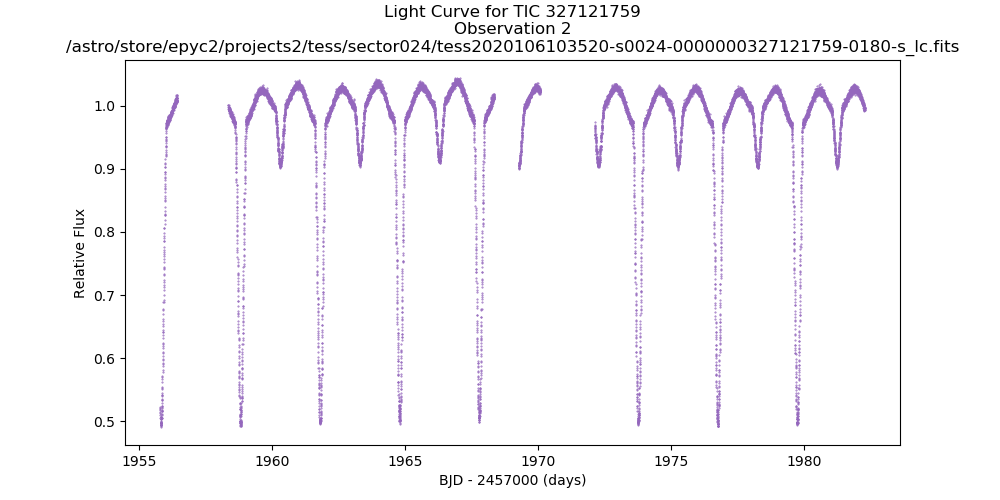 Light Curve for TIC 327121759
Observation 2
/astro/store/epyc2/projects2/tess/sector024/tess2020106103520-s0024-0000000327121759-0180-s_lc.fits
1.0
0.9
0.8
0.7
0.6
0.5
Relative Flux
1955 1960 1965 1970 1975 1980
BJD - 2457000 (days)